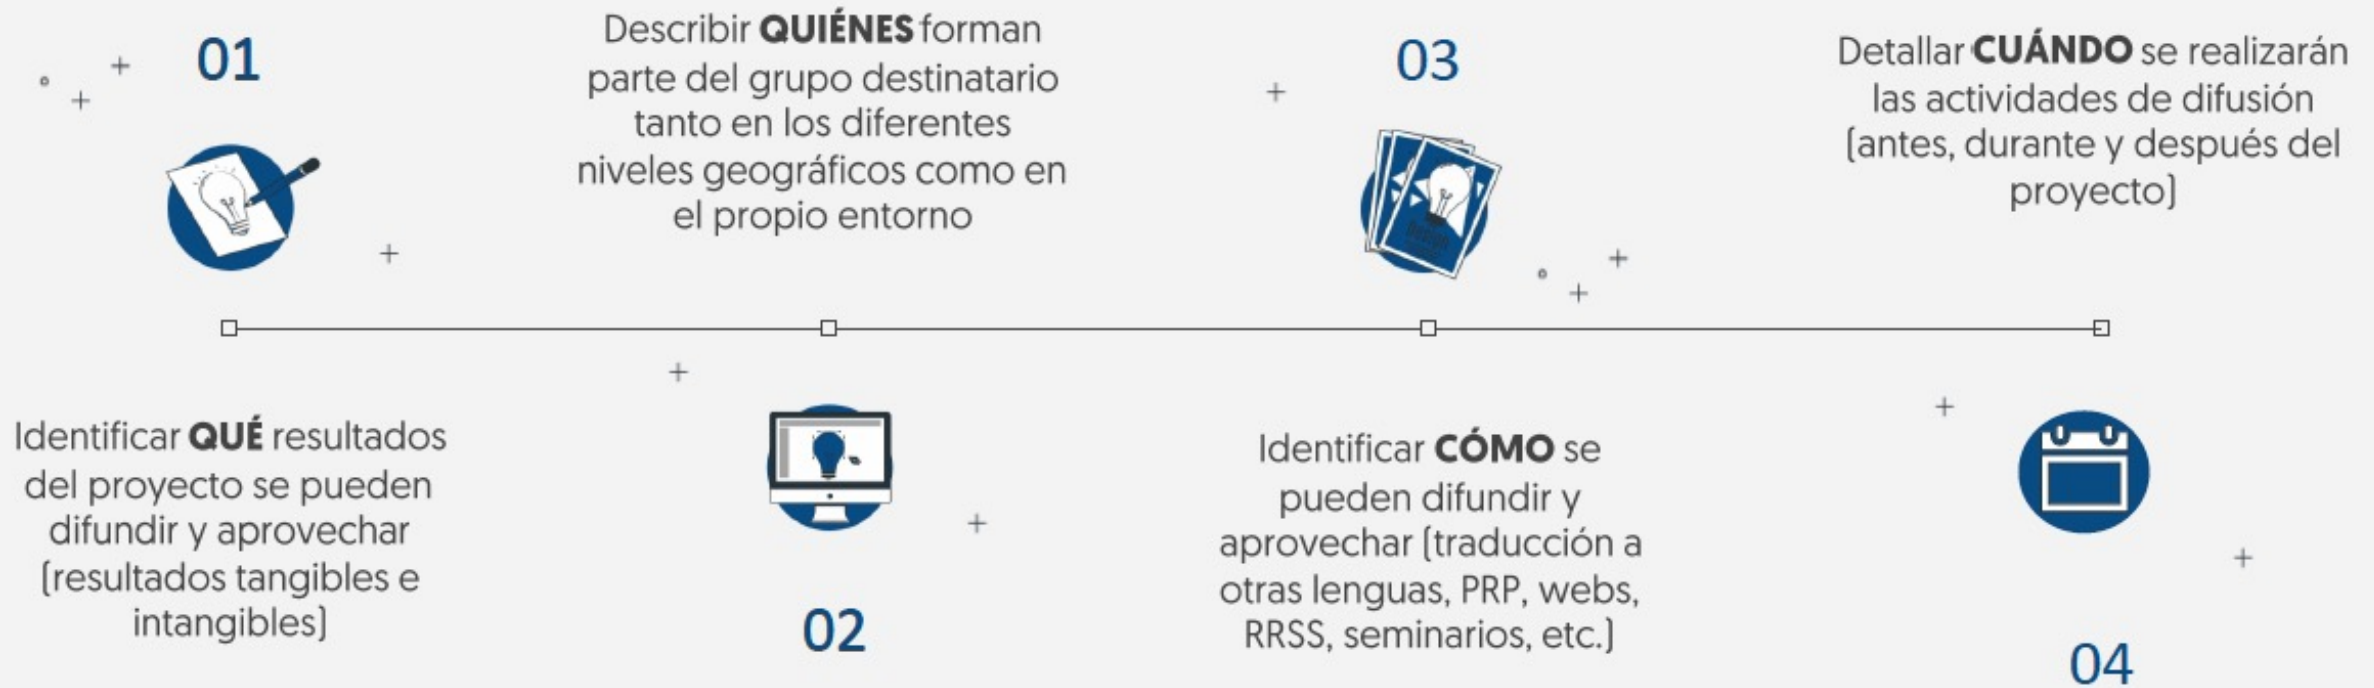 01
Identificar QUÉ resultados
del proyecto se pueden
difundir y aprovechar
(resultados tangibles e
intangibles)
Describir QUIÉNES forman
parte del grupo destinatario
tanto en los diferentes
niveles geográficos como en
el propio entorno
02
03
Design
Identificar CÓMO se
pueden difundir y
aprovechar (traducción a
otras lenguas, PRP, webs,
RRSS, seminarios, etc.)
Detallar CUÁNDO se realizarán
las actividades de difusión
(antes, durante y después del
proyecto)
04